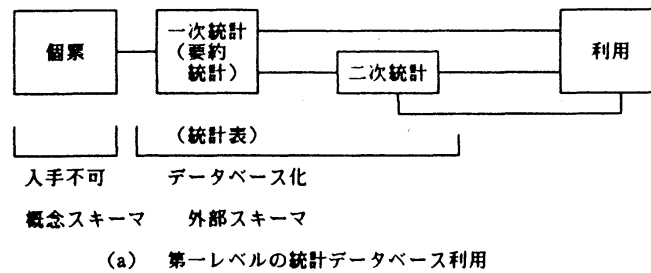 個票
一次統計
(要約
統計)
二次統計
利用
(統計表)
入手不可 データベース化
概念スキーマ 外部スキーマ
(a) 第一レベルの統計データベース利用